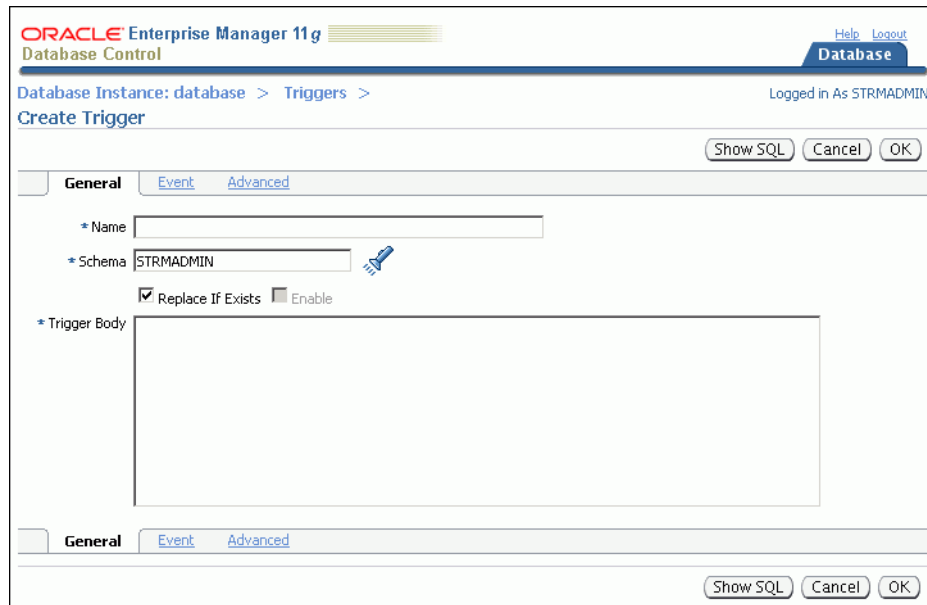 ORACLE Enterprise Manager 11g
Database Control
Help Logout
Database
Database Instance: database > Triggers >
Logged in As STRMADMIN
Create Trigger
Show SQL Cancel OK
General Event Advanced
* Name
* Schema STRMADMIN
Replace If Exists Enable
* Trigger Body
General Event Advanced
Show SQL Cancel OK